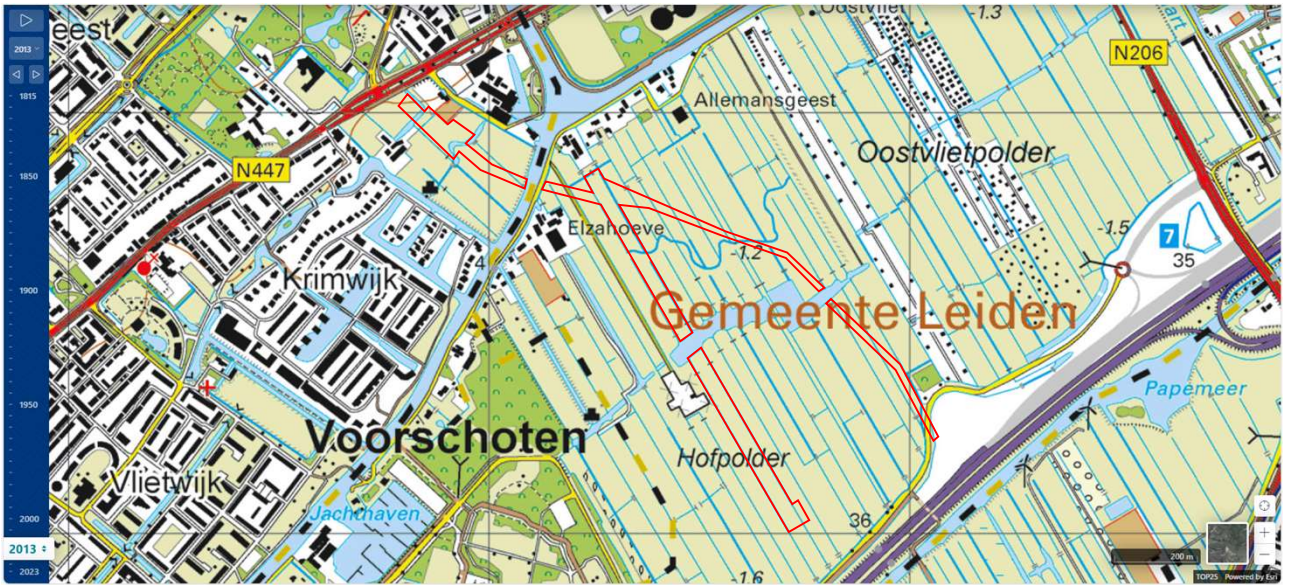 2013
1815
1850
1900
1950
2000
2013
2023
eest
Oostvliet
-1.3
N206
Allemansgeest
Oostvlietpolder
N447
Elzahoeve
-1.5
7
35
4
-1.2
Krimwijk
Gemeente Leiden
Papemeer
Voorschoten
Hofpolder
Vlietwijk
Jachthaven
36
-1.6
200 m
TOP25 Powered by Esri